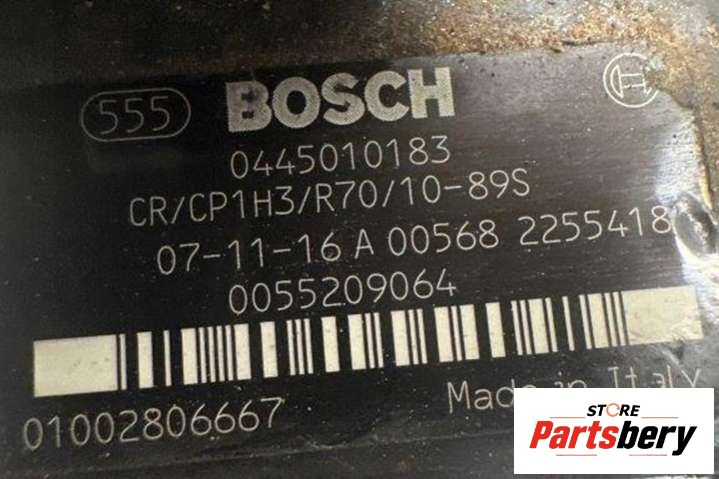 555 BOSCH
0445010183
CR/CP1H3/R70/10-89S
07-11-16 A 00568 2255418
0055209064
01002806667
Made in Italy
STORE
Partsbery